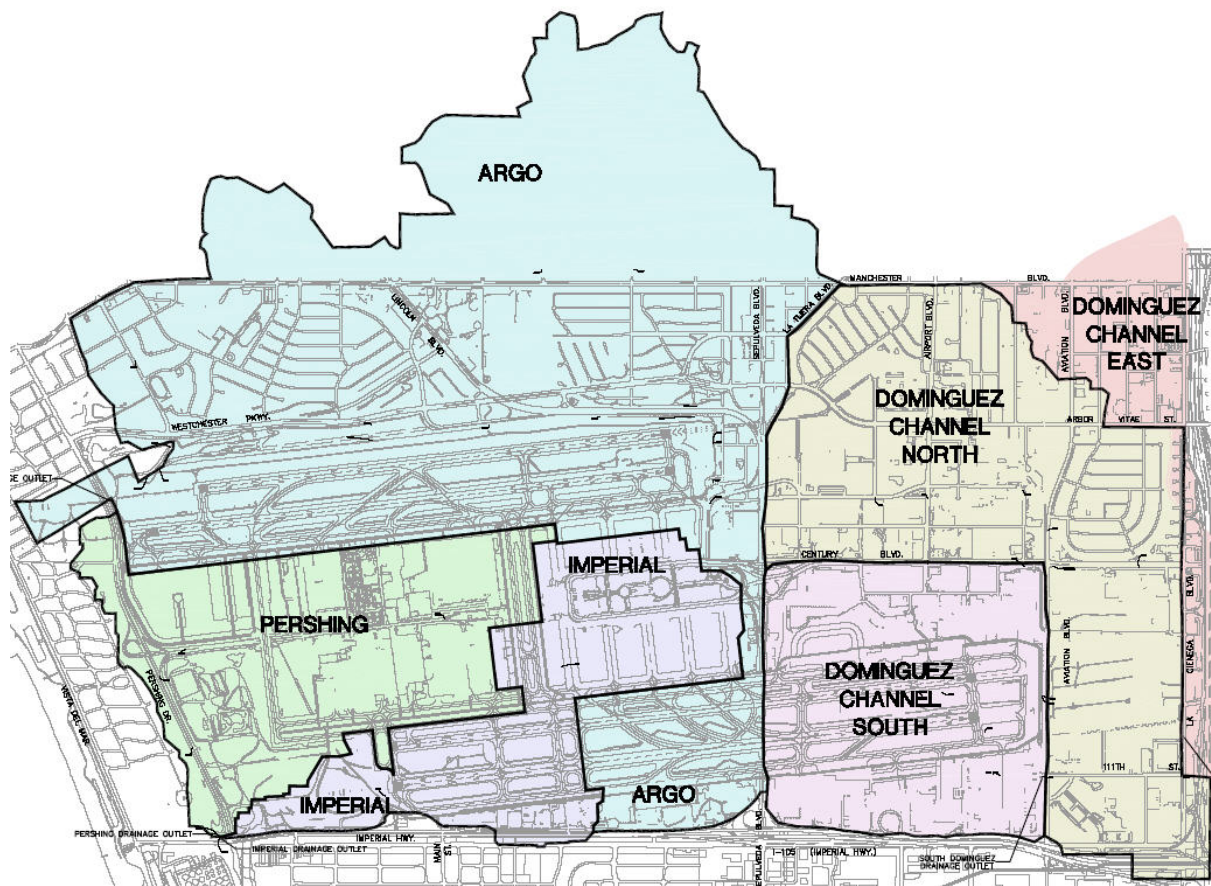 ARGO
MANCHESTER
BLVD.
LINCOLN
BLVD.
SEPULVEDA BLVD.
LA TIJERA BLVD.
AIRPORT BLVD.
AVIATION BLVD.
DOMINGUEZ
CHANNEL
EAST
WESTCHESTER PKWY.
DOMINGUEZ
CHANNEL
NORTH
ARBOR VITAE ST.
GE OUTLET
CENTURY BLVD.
IMPERIAL
PERSHING
PERSHING DR.
VISTA DEL MAR
DOMINGUEZ
CHANNEL
SOUTH
AVIATION BLVD.
LA CIENEGA BLVD.
111TH ST.
IMPERIAL
ARGO
PERSHING DRAINAGE OUTLET
IMPERIAL HWY.
IMPERIAL DRAINAGE OUTLET
MAIN
ST.
SEPULVEDA BLVD.
I-105 (IMPERIAL HWY.)
SOUTH DOMINGUEZ
DRAINAGE OUTLET